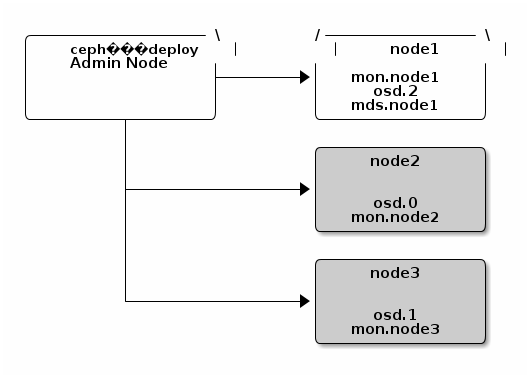 ceph���deploy
Admin Node
node1
mon.node1
osd.2
mds.node1
node2
osd.0
mon.node2
node3
osd.1
mon.node3